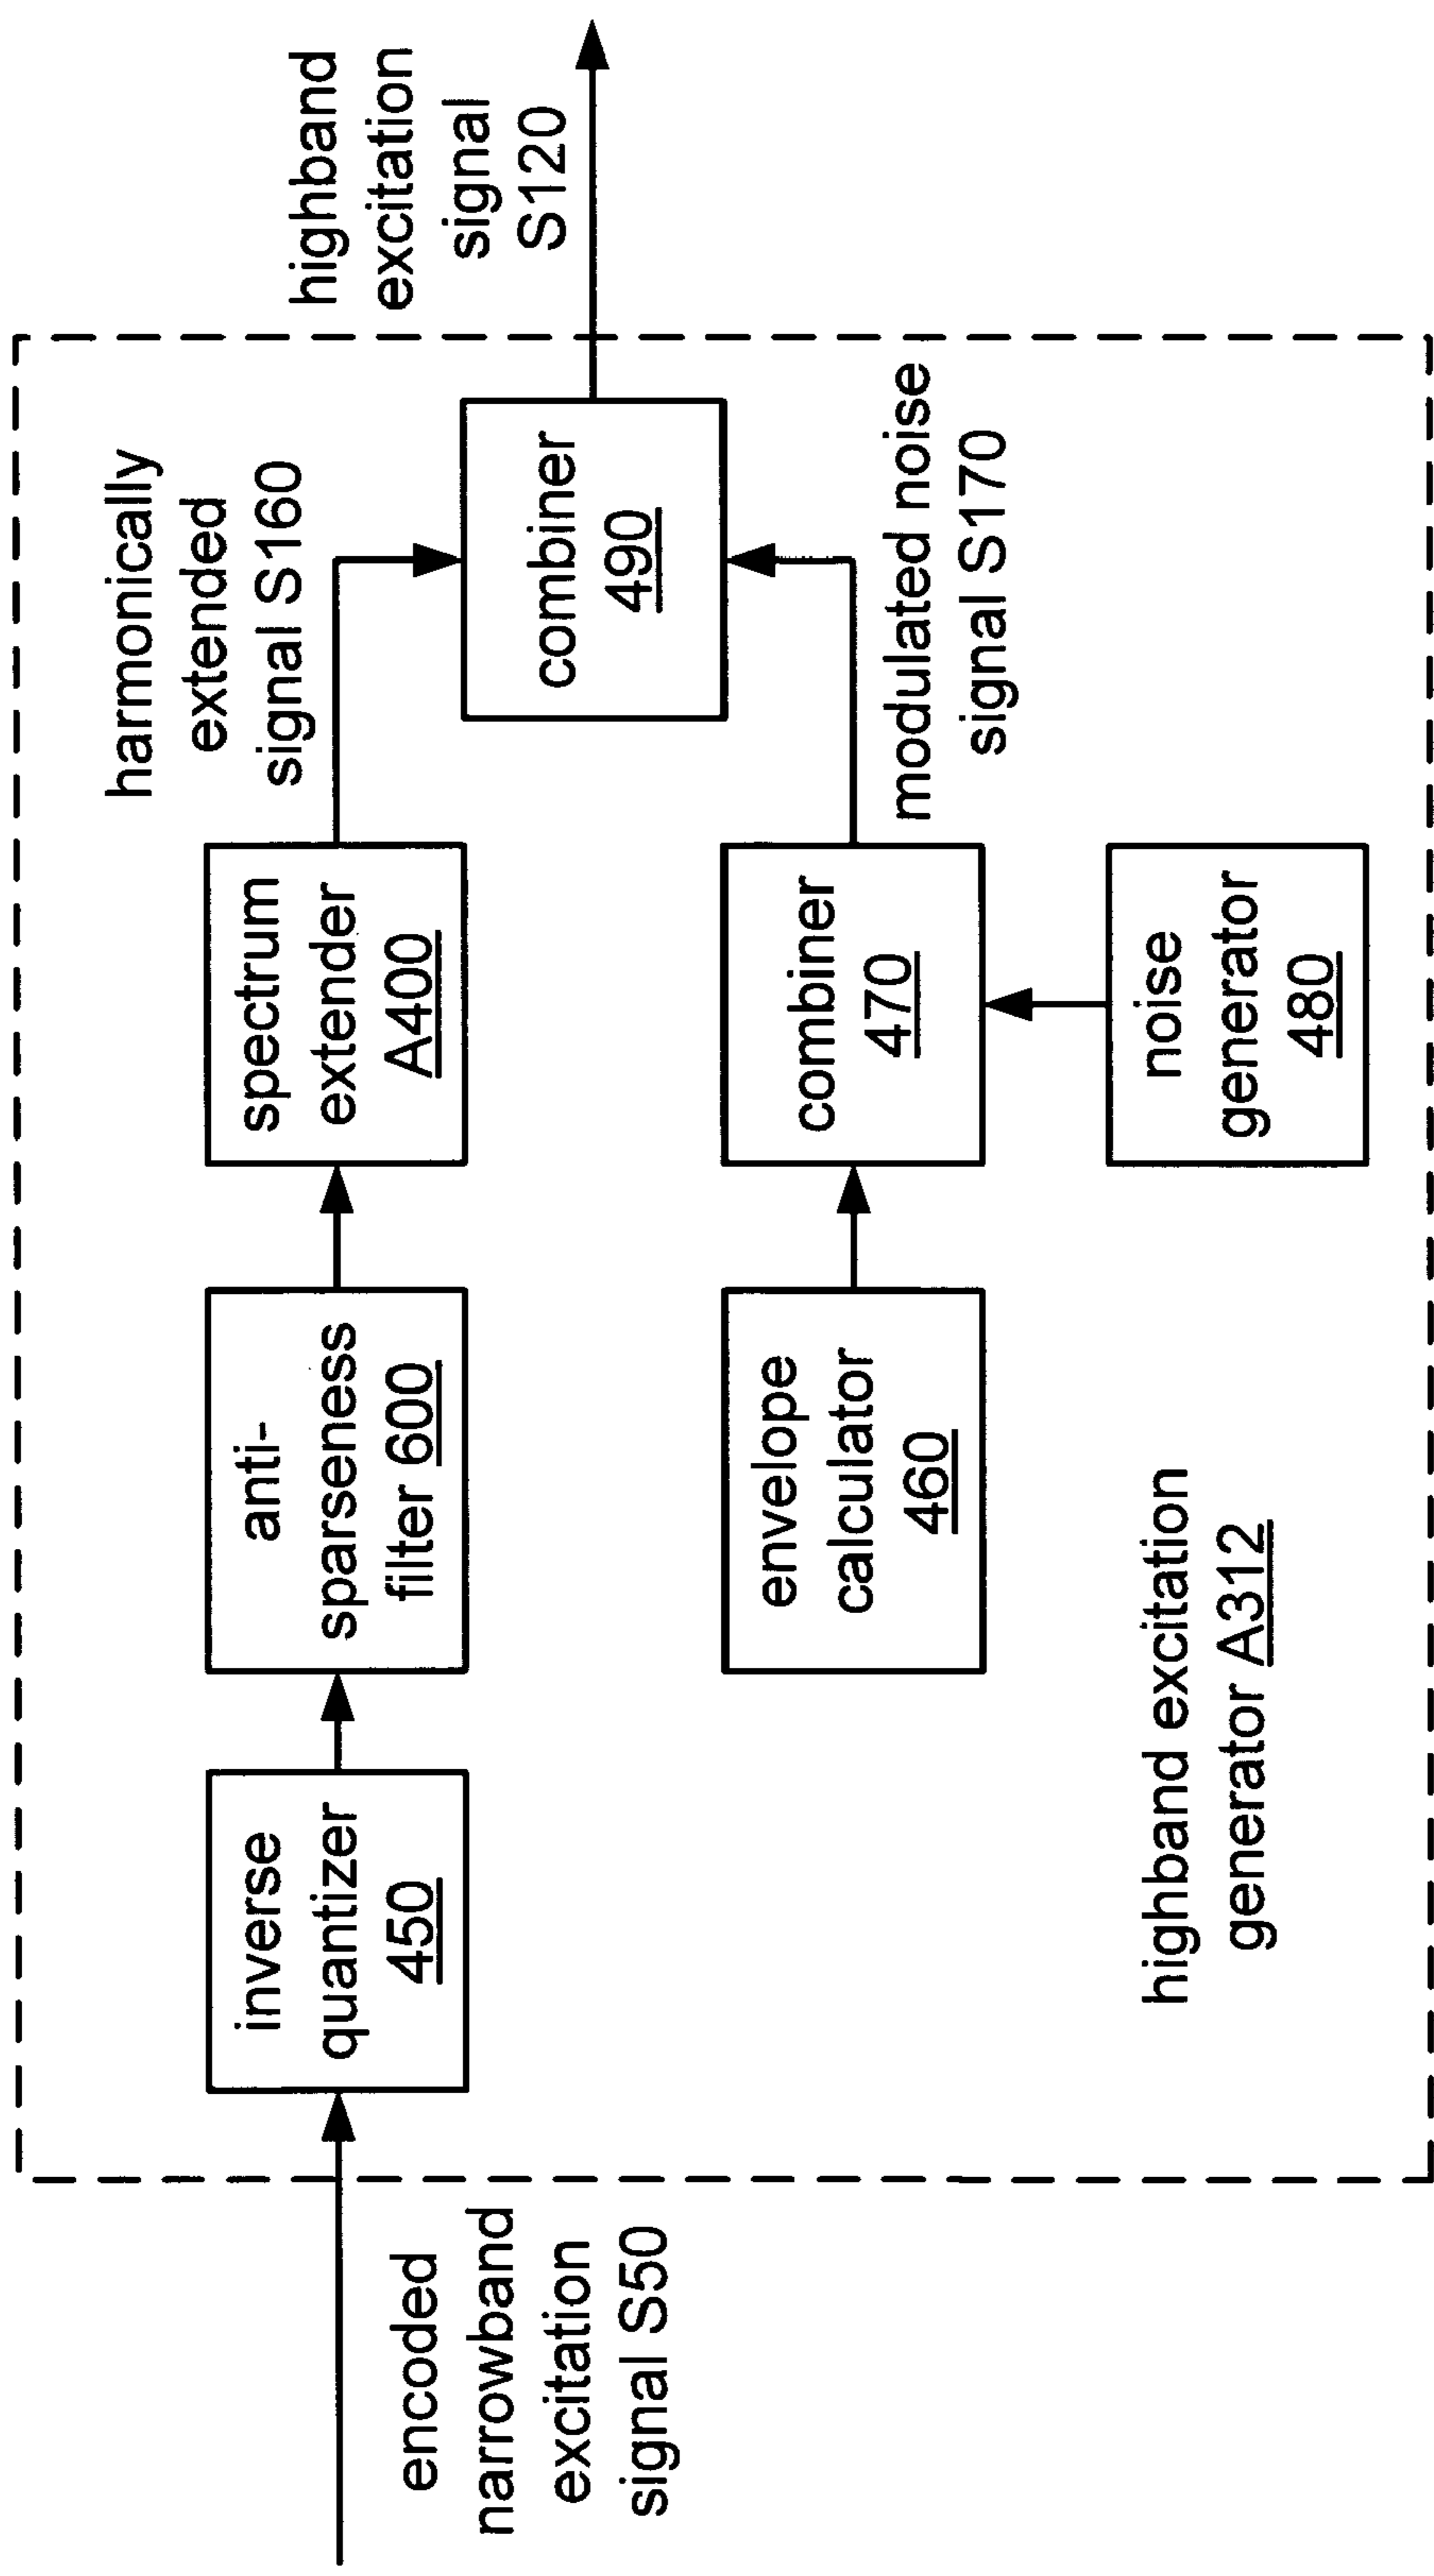 encoded
narrowband
excitation
signal S50
inverse
quantizer
450
anti-
sparseness
filter 600
spectrum
extender
A400
harmonically
extended
signal S160
envelope
calculator
460
combiner
470
noise
generator
480
modulated noise
signal S170
combiner
490
highband
excitation
signal
S120
highband excitation
generator A312